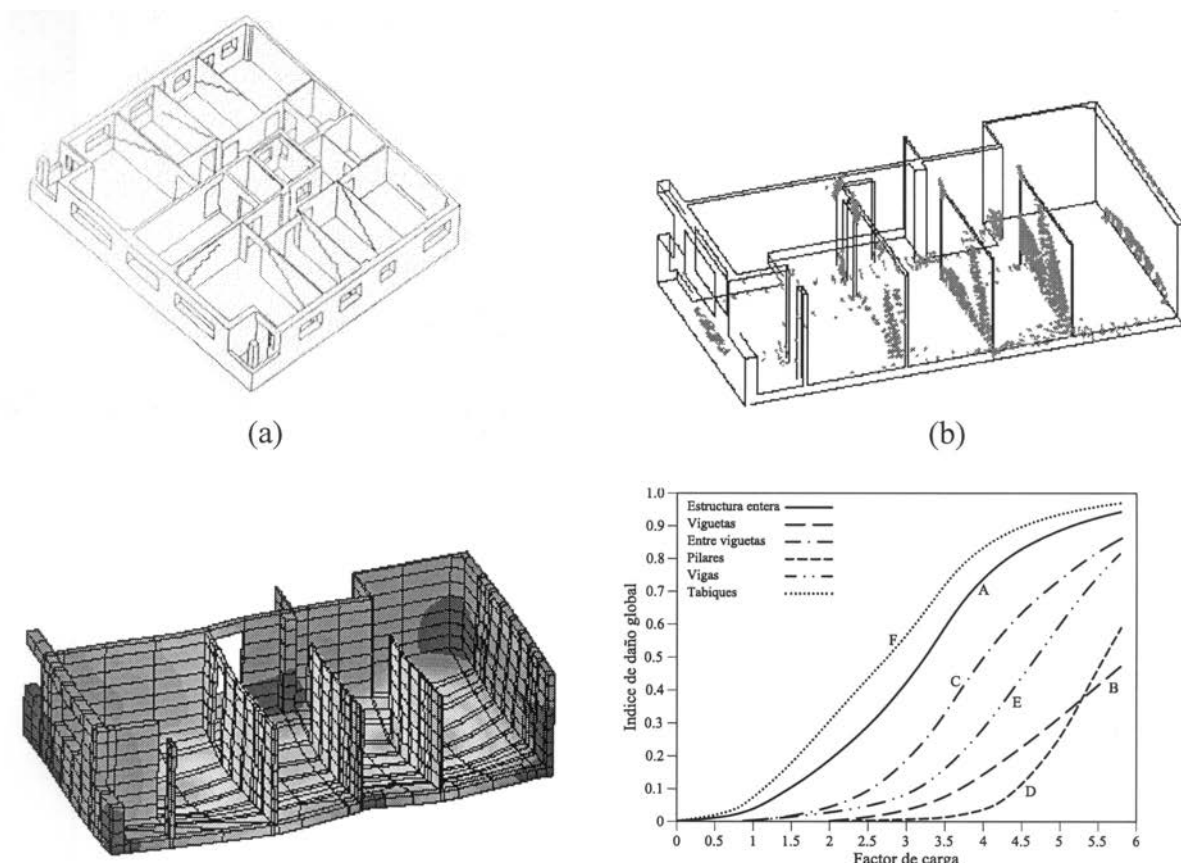 (a)
(b)
Indice de daño global
1.0
0.9
0.8
0.7
0.6
0.5
0.4
0.3
0.2
0.1
0
Estructura entera
Viguetas
Entre viguetas
Pilares
Vigas
Tabiques
A
F
C
E
B
D
0 0.5 1 1.5 2 2.5 3 3.5 4 4.5 5 5.5 6
Factor de carga